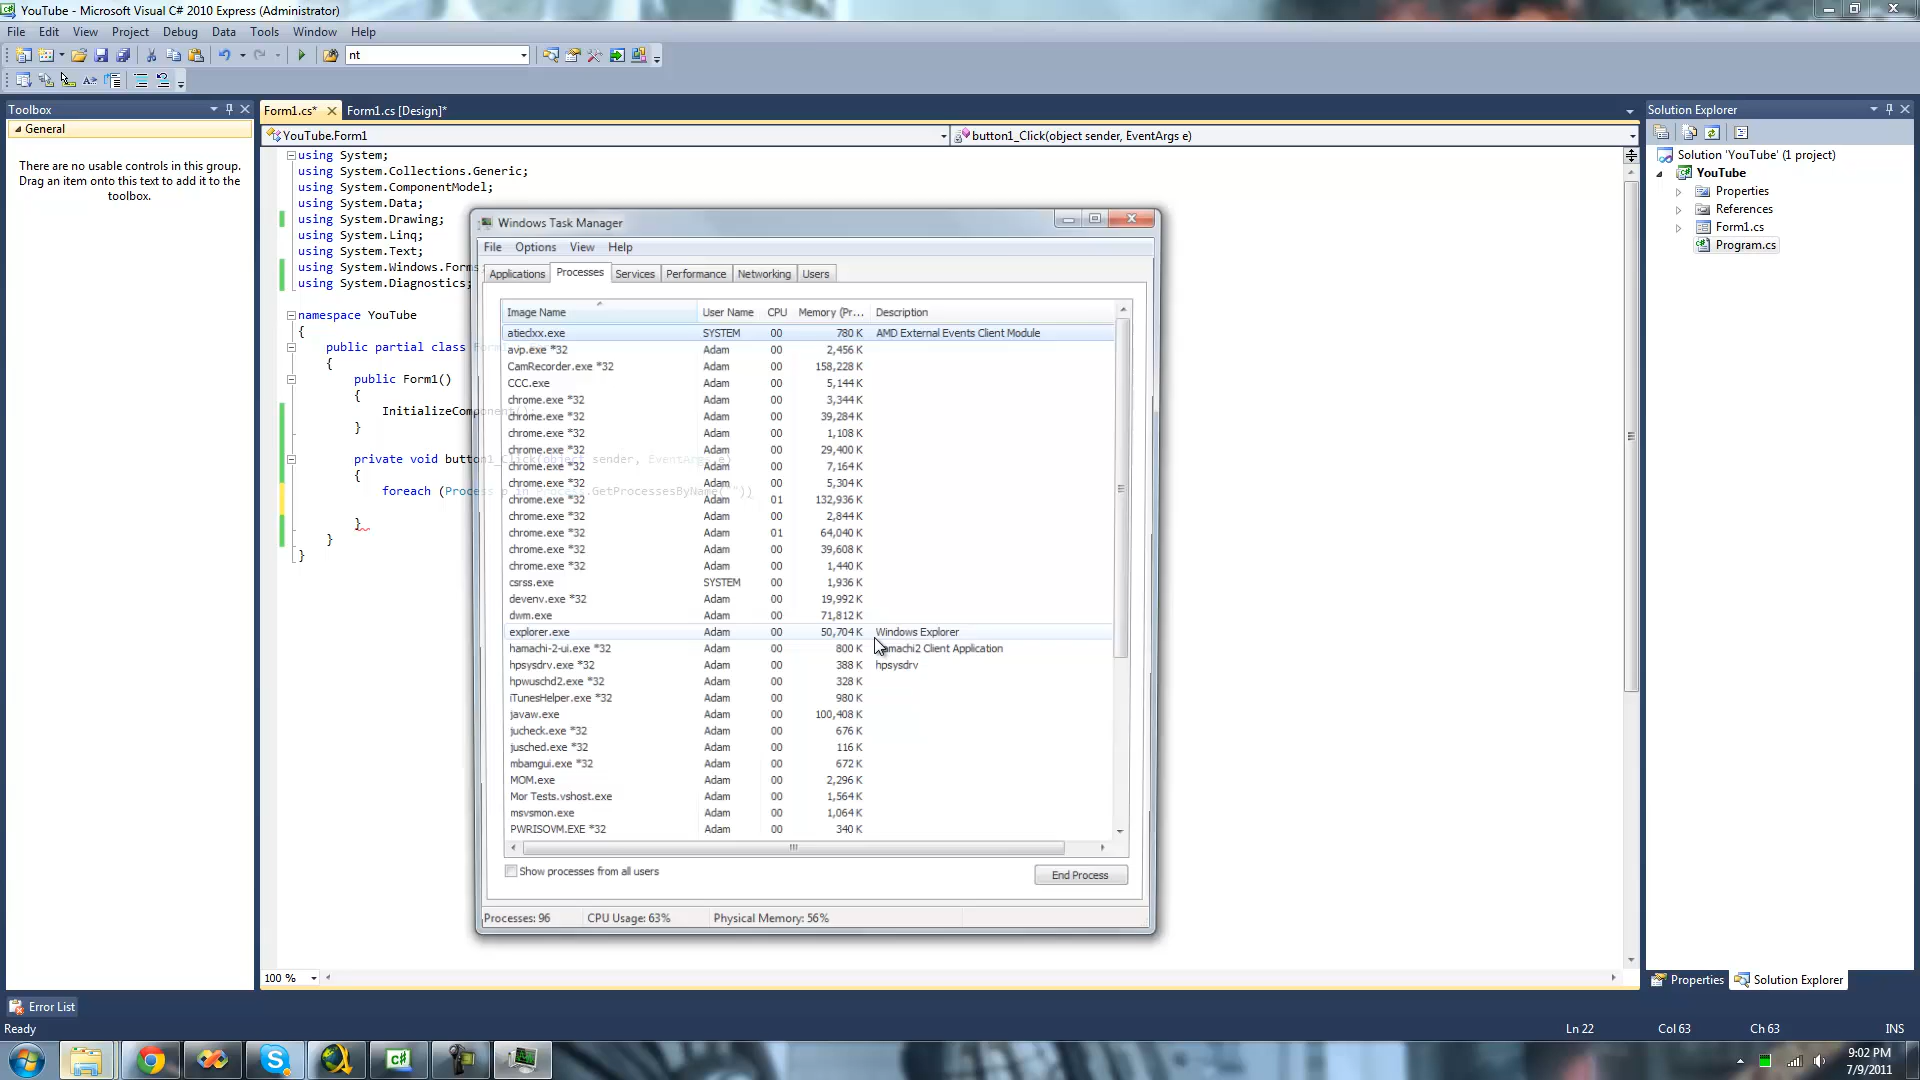 YouTube - Microsoft Visual C# 2010 Express (Administrator)
File Edit View Project Debug Data Tools Window Help
nt
Toolbox
General
There are no usable controls in this group.
Drag an item onto this text to add it to the
toolbox.
Form1.cs* Form1.cs [Design]*
YouTube.Form1 button1_Click(object sender, EventArgs e)
using System;
using System.Collections.Generic;
using System.ComponentModel;
using System.Data;
using System.Drawing;
using System.Linq;
using System.Text;
using System.Windows.Forms;
using System.Diagnostics;
namespace YouTube
{
public partial class
{
public Form1()
{
InitializeComponent();
}
private void button1_Click(object sender, EventArgs e)
{
foreach (Process p in Process.GetProcessesByName(""))
}
}
}
100 %
Windows Task Manager
File Options View Help
Applications Processes Services Performance Networking Users
Image Name User Name CPU Memory (Pr... Description
atieclxx.exe SYSTEM 00 780 K AMD External Events Client Module
avp.exe *32 Adam 00 2,456 K
CamRecorder.exe *32 Adam 00 158,228 K
CCC.exe Adam 00 5,144 K
chrome.exe *32 Adam 00 3,344 K
chrome.exe *32 Adam 00 39,284 K
chrome.exe *32 Adam 00 1,108 K
chrome.exe *32 Adam 00 29,400 K
chrome.exe *32 Adam 00 7,164 K
chrome.exe *32 Adam 00 5,304 K
chrome.exe *32 Adam 01 132,936 K
chrome.exe *32 Adam 00 2,844 K
chrome.exe *32 Adam 01 64,040 K
chrome.exe *32 Adam 00 39,608 K
chrome.exe *32 Adam 00 1,440 K
csrss.exe SYSTEM 00 1,936 K
devenv.exe *32 Adam 00 19,992 K
dwm.exe Adam 00 71,812 K
explorer.exe Adam 00 50,704 K Windows Explorer
hamachi-2-ui.exe *32 Adam 00 800 K Hamachi2 Client Application
hpsysdrv.exe *32 Adam 00 388 K hpsysdrv
hpwuschd2.exe *32 Adam 00 328 K
iTunesHelper.exe *32 Adam 00 980 K
javaw.exe Adam 00 100,408 K
jucheck.exe *32 Adam 00 676 K
jusched.exe *32 Adam 00 116 K
mbamgui.exe *32 Adam 00 672 K
MOM.exe Adam 00 2,296 K
Mor Tests.vshost.exe Adam 00 1,564 K
msvsmon.exe Adam 00 1,064 K
PWRISOVM.EXE *32 Adam 00 340 K
Show processes from all users End Process
Processes: 96 CPU Usage: 63% Physical Memory: 56%
Solution Explorer
Solution 'YouTube' (1 project)
YouTube
Properties
References
Form1.cs
Program.cs
Properties Solution Explorer
Error List
Ready Ln 22 Col 63 Ch 63 INS
9:02 PM
7/9/2011